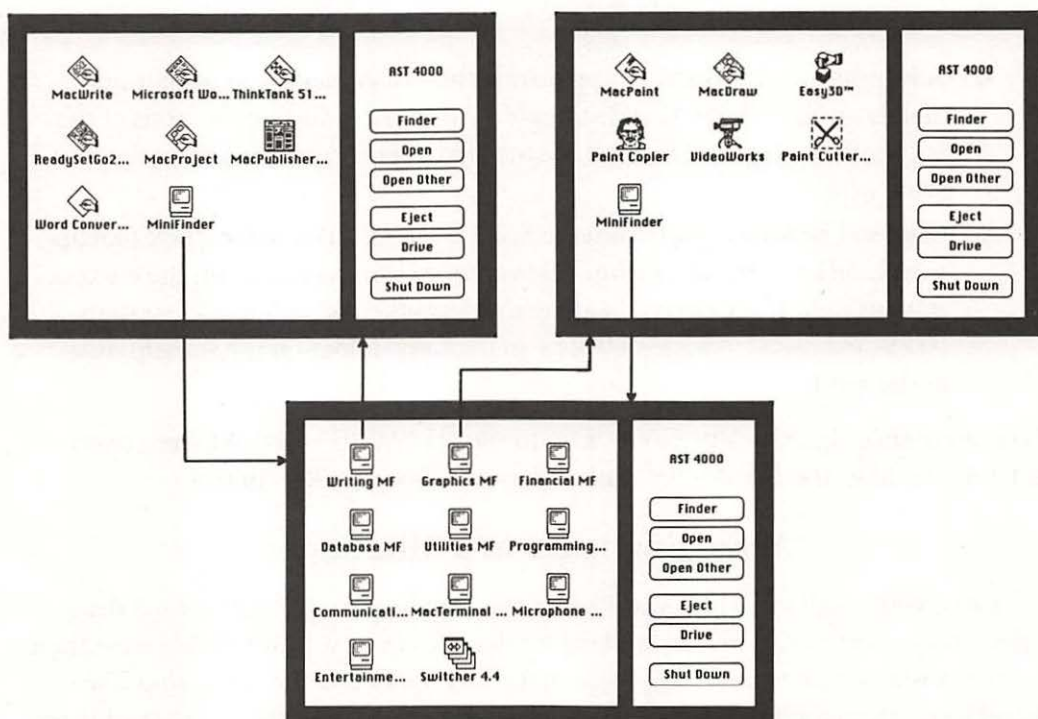 RST 4000
MacWrite Microsoft Wo... ThinkTank 51...
Finder
Open
ReadySetGo2... MacProject MacPublisher...
Open Other
Word Conver... MiniFinder
Eject
Drive
Shut Down
RST 4000
MacPaint MacDraw Easy3D™
Finder
Open
Paint Copier VideoWorks Paint Cutter...
Open Other
MiniFinder
Eject
Drive
Shut Down
RST 4000
Writing MF Graphics MF Financial MF
Finder
Open
Database MF Utilities MF Programming...
Open Other
Communicati... MacTerminal ... Microphone ...
Eject
Drive
Entertainme... Switcher 4.4
Shut Down